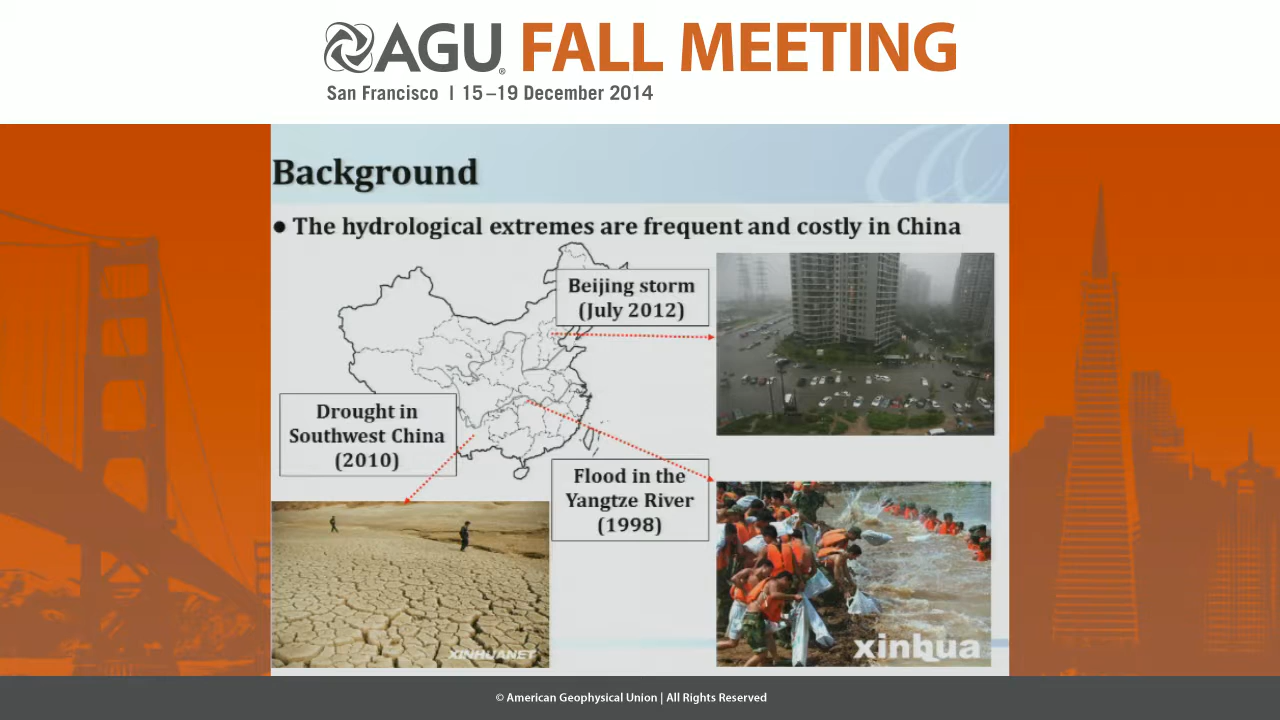 AGU FALL MEETING
San Francisco | 15–19 December 2014
Background
● The hydrological extremes are frequent and costly in China
Beijing storm
(July 2012)
Drought in
Southwest China
(2010)
Flood in the
Yangtze River
(1998)
XINHUANET
xinhua
© American Geophysical Union | All Rights Reserved